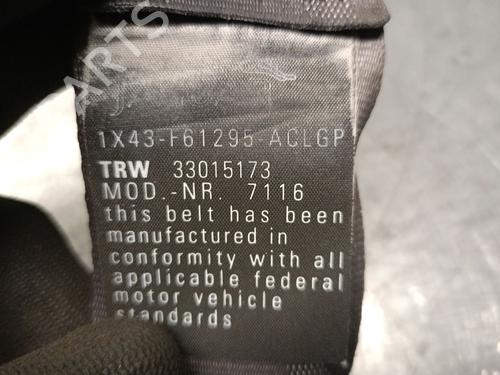 1X43-F61295-ACLGP
TRW 33015173
MOD.-NR. 7116
this belt has been
manufactured in
conformity with all
applicable federal
motor vehicle
standards